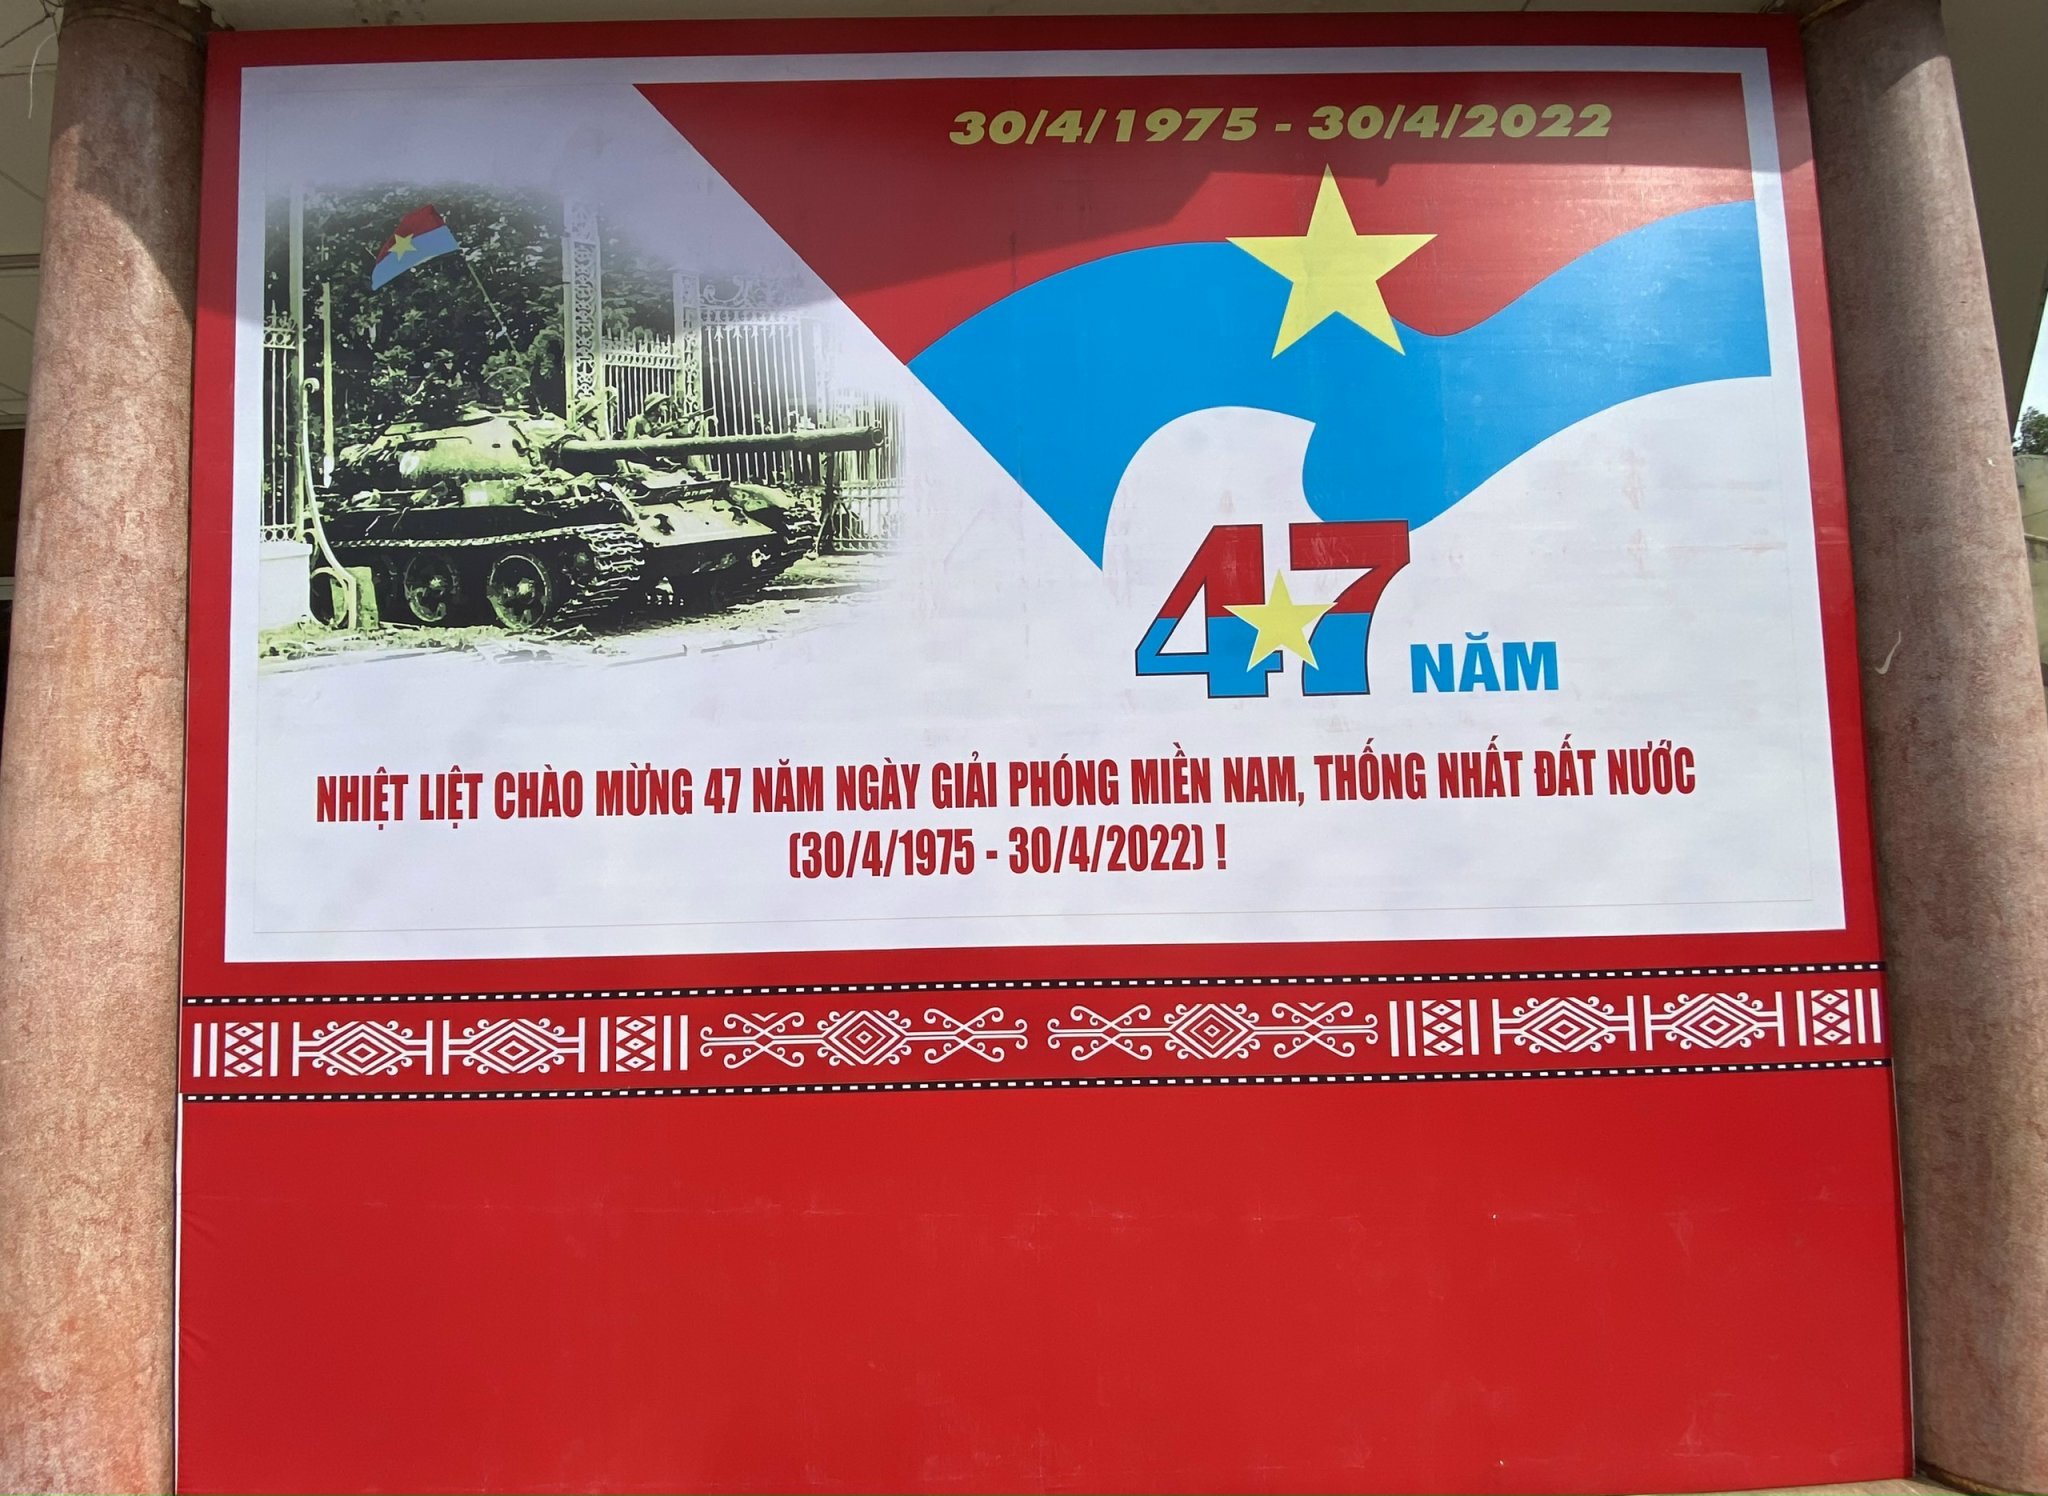 30/4/1975 - 30/4/2022
47 NĂM
NHIỆT LIỆT CHÀO MỪNG 47 NĂM NGÀY GIẢI PHÓNG MIỀN NAM, THỐNG NHẤT ĐẤT NƯỚC
(30/4/1975 - 30/4/2022) !